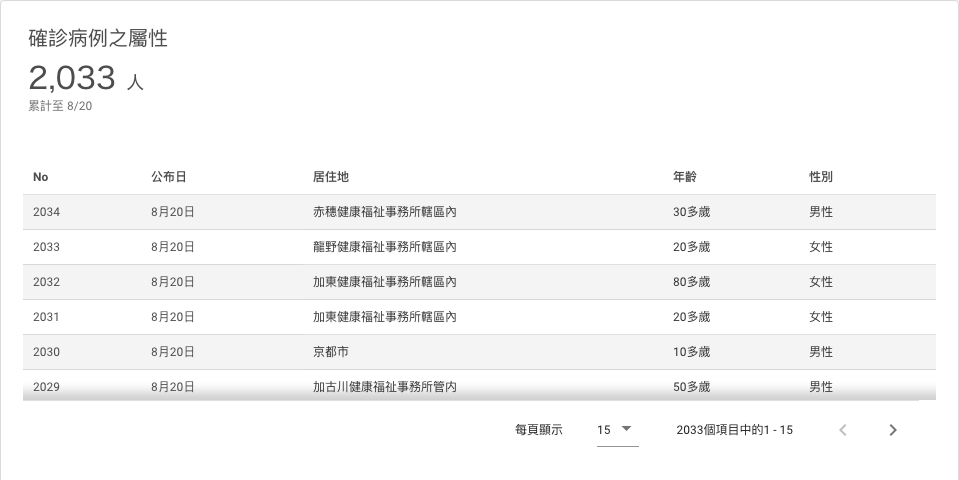 確診病例之屬性
2,033 人
累計至 8/20
No 公布日 居住地 年齡 性別
2034 8月20日 赤穗健康福祉事務所轄區內 30多歲 男性
2033 8月20日 龍野健康福祉事務所轄區內 20多歲 女性
2032 8月20日 加東健康福祉事務所轄區內 80多歲 女性
2031 8月20日 加東健康福祉事務所轄區內 20多歲 女性
2030 8月20日 京都市 10多歲 男性
2029 8月20日 加古川健康福祉事務所管内 50多歲 男性
每頁顯示 15 2033個項目中的1 - 15